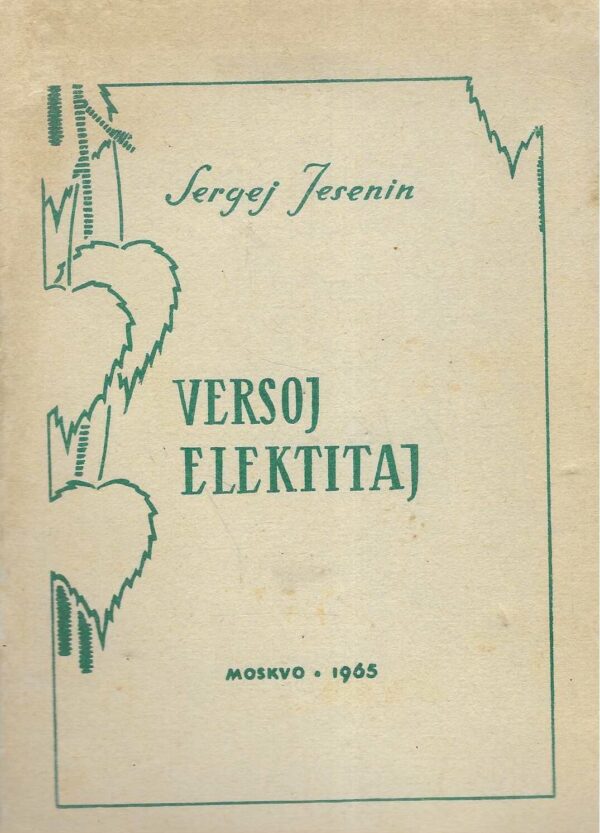 Sergej Jesenin
VERSOJ
ELEKTITAJ
MOSKVO • 1965